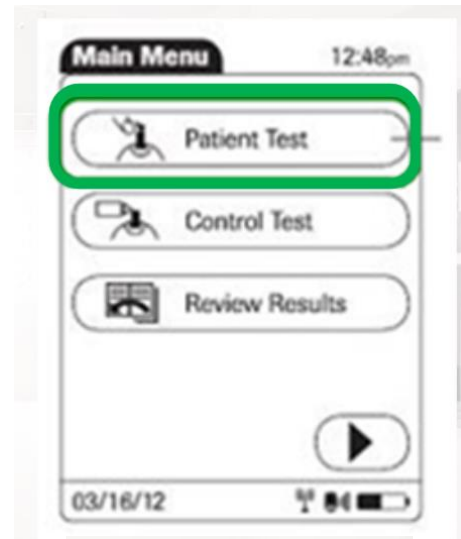 Main Menu 12:48pm
Patient Test
Control Test
Review Results
03/16/12